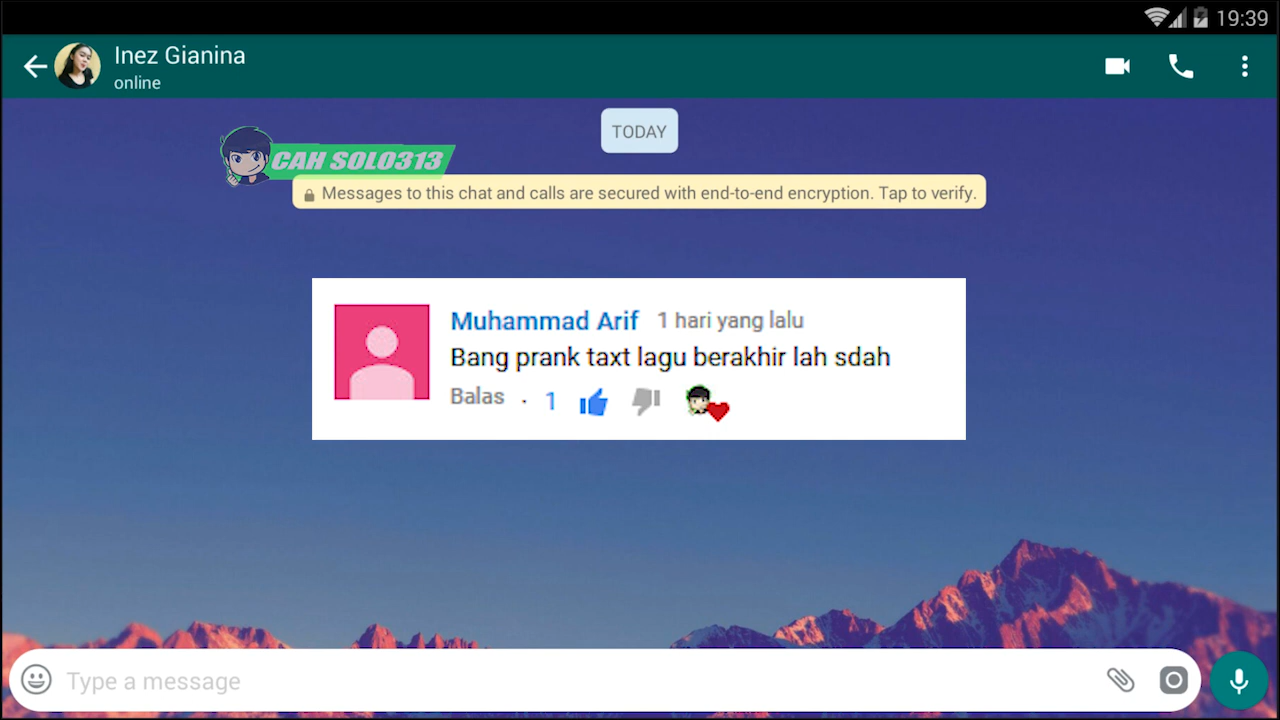 19:39
Inez Gianina
online
TODAY
CAH SOLO313
Messages to this chat and calls are secured with end-to-end encryption. Tap to verify.
Muhammad Arif 1 hari yang lalu
Bang prank taxt lagu berakhir lah sdah
Balas . 1
Type a message